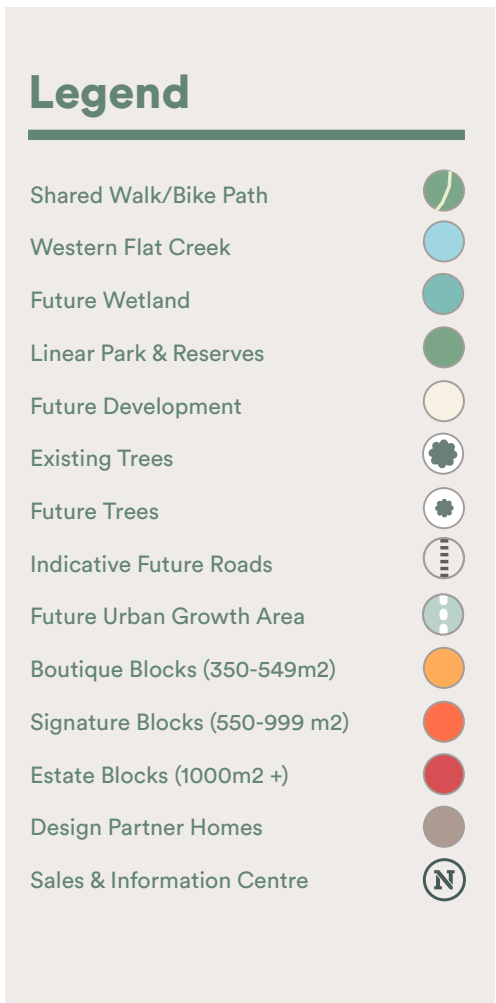 Legend
Shared Walk/Bike Path
Western Flat Creek
Future Wetland
Linear Park & Reserves
Future Development
Existing Trees
Future Trees
Indicative Future Roads
Future Urban Growth Area
Boutique Blocks (350-549m2)
Signature Blocks (550-999 m2)
Estate Blocks (1000m2 +)
Design Partner Homes
Sales & Information Centre N